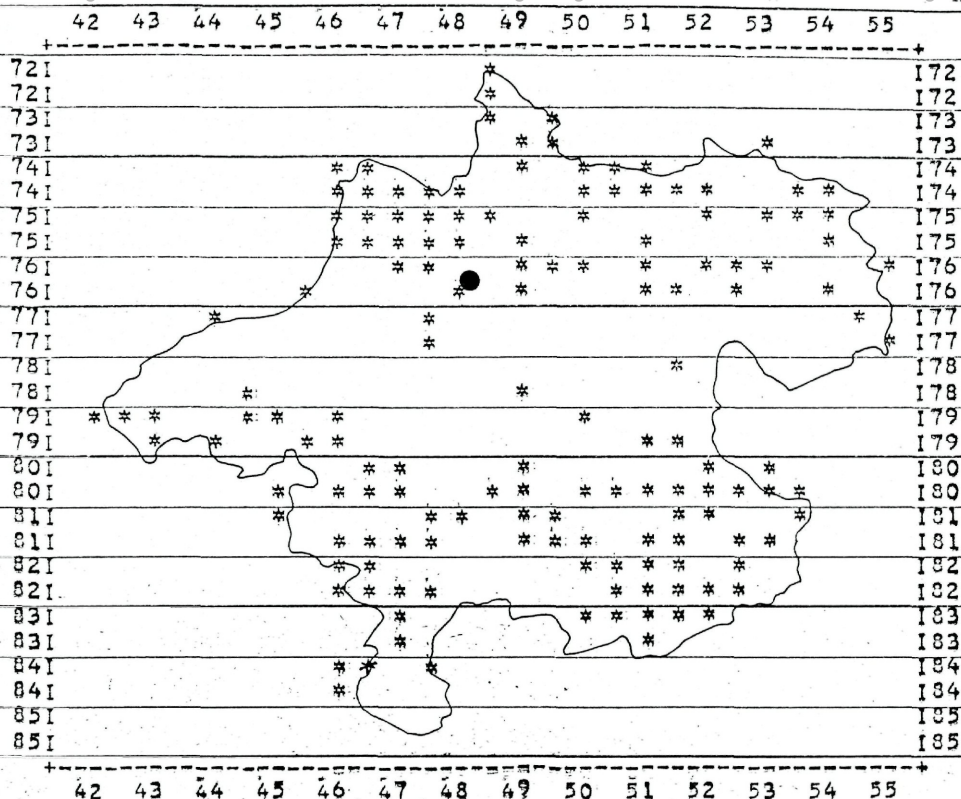 42 43 44 45 46 47 48 49 50 51 52 53 54 55
+---------------------------------------------------------------------+
72I * I72
72I * I72
73I * * I73
73I * * * I73
74I * * * * * * I74
74I * * * * * * * * * * * * I74
75I * * * * * * * * * * * I75
75I * * * * * * * * I75
76I * * * * * * * * * * I76
76I * * * * * * * I76
77I * * * I77
77I * * I77
78I * I78
78I * * I78
79I * * * * * * * I79
79I * * * * * * I79
80I * * * * * I80
80I * * * * * * * * * * * * * * I80
81I * * * * * * * * I81
81I * * * * * * * * * * * I81
82I * * * * * * * I82
82I * * * * * * * * * I82
83I * * * * * * I83
83I * * I83
84I * * * I84
84I * I84
85I I85
85I I85
+---------------------------------------------------------------------+
42 43 44 45 46 47 48 49 50 51 52 53 54 55